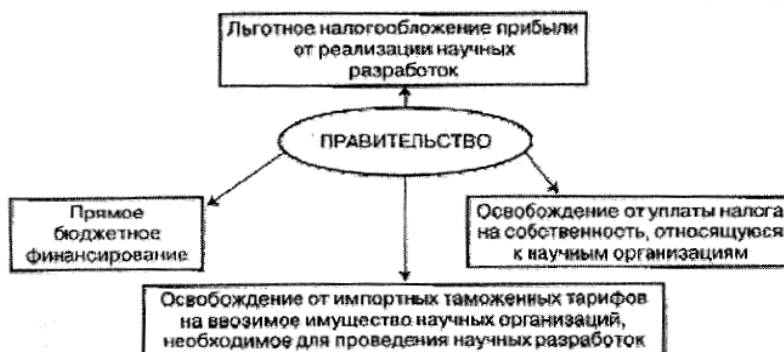 Льготное налогообложение прибыли
от реализации научных
разработок
ПРАВИТЕЛЬСТВО
Прямое
бюджетное
финансирование
Освобождение от уплаты налога
на собственность, относящуюся
к научным организациям
Освобождение от импортных таможенных тарифов
на ввозимое имущество научных организаций,
необходимое для проведения научных разработок